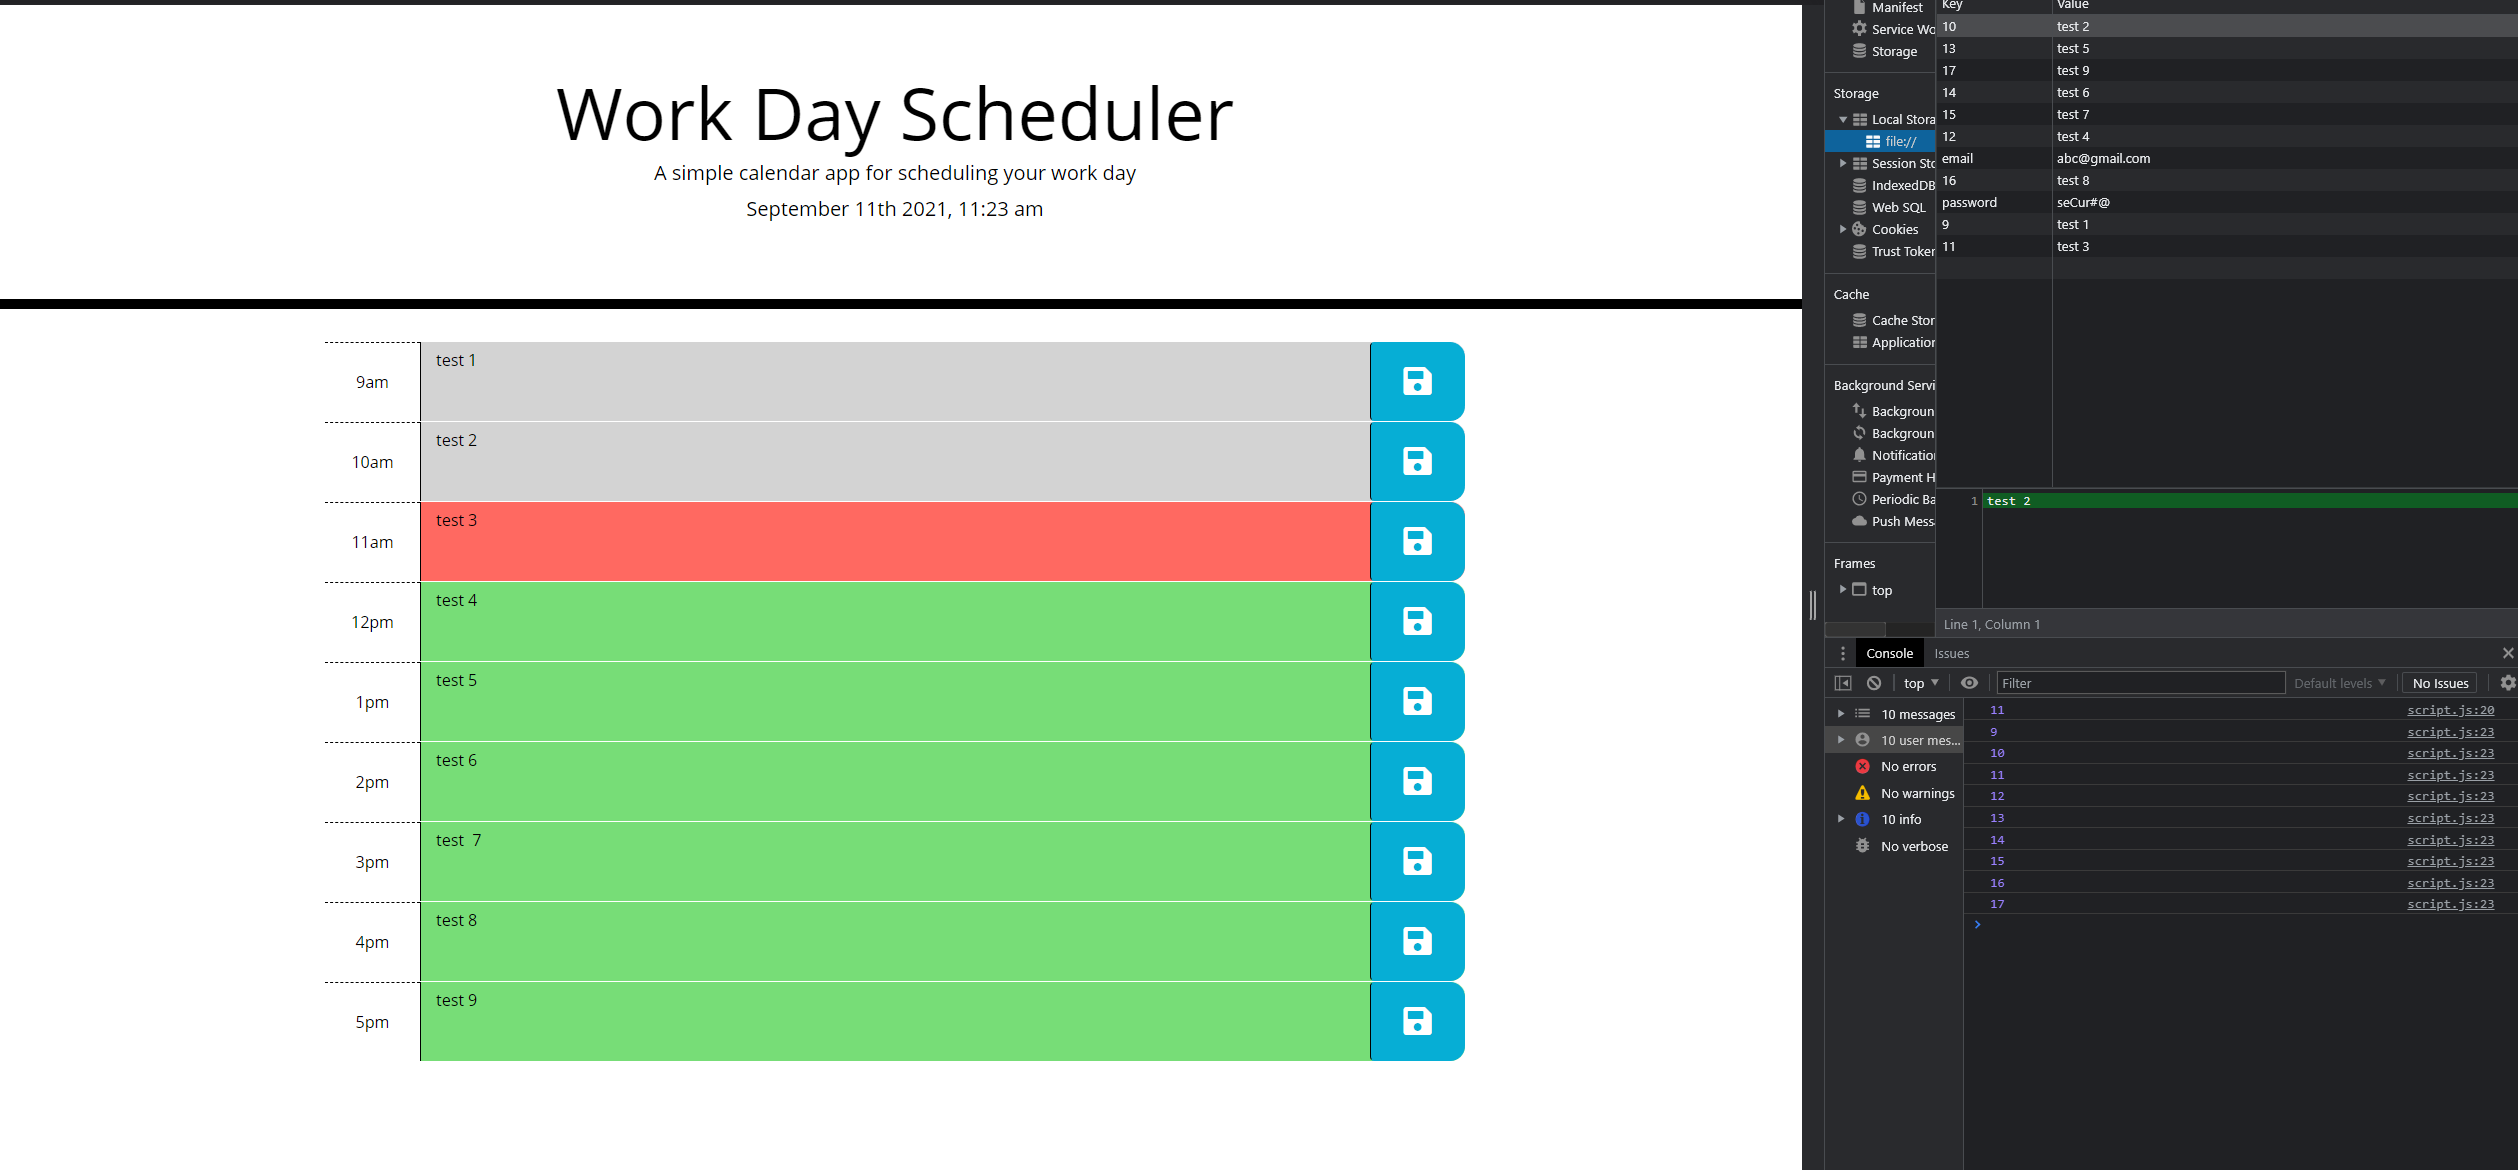 Work Day Scheduler
A simple calendar app for scheduling your work day
September 11th 2021, 11:23 am
9am test 1
10am test 2
11am test 3
12pm test 4
1pm test 5
2pm test 6
3pm test  7
4pm test 8
5pm test 9
Manifest
Service Wo
Storage
Storage
Local Stora
file://
Session Sto
IndexedDB
Web SQL
Cookies
Trust Token
Cache
Cache Stor
Application
Background Servi
Backgroun
Backgroun
Notificatio
Payment H
Periodic Ba
Push Mess
Frames
top
Key Value
10 test 2
13 test 5
17 test 9
14 test 6
15 test 7
12 test 4
email abc@gmail.com
16 test 8
password seCur#@
9 test 1
11 test 3
1 test 2
Line 1, Column 1
Console Issues
top Filter Default levels No Issues
10 messages
10 user mes...
No errors
No warnings
10 info
No verbose
11 script.js:20
9 script.js:23
10 script.js:23
11 script.js:23
12 script.js:23
13 script.js:23
14 script.js:23
15 script.js:23
16 script.js:23
17 script.js:23